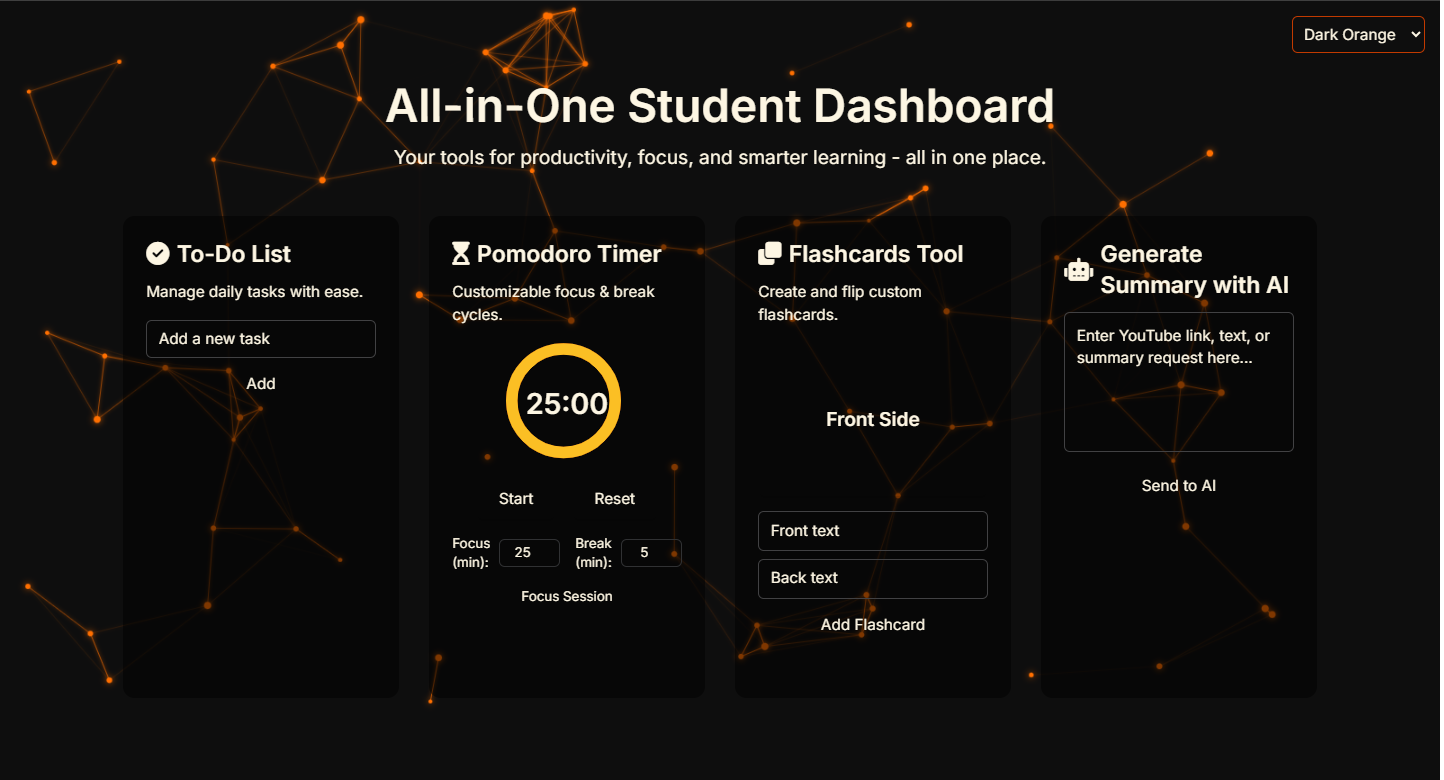 Dark Orange
All-in-One Student Dashboard
Your tools for productivity, focus, and smarter learning - all in one place.
To-Do List
Manage daily tasks with ease.
Add a new task
Add
Pomodoro Timer
Customizable focus & break
cycles.
25:00
Start
Reset
Focus
(min):
25
Break
(min):
5
Focus Session
Flashcards Tool
Create and flip custom
flashcards.
Front Side
Front text
Back text
Add Flashcard
Generate
Summary with AI
Enter YouTube link, text, or
summary request here...
Send to AI